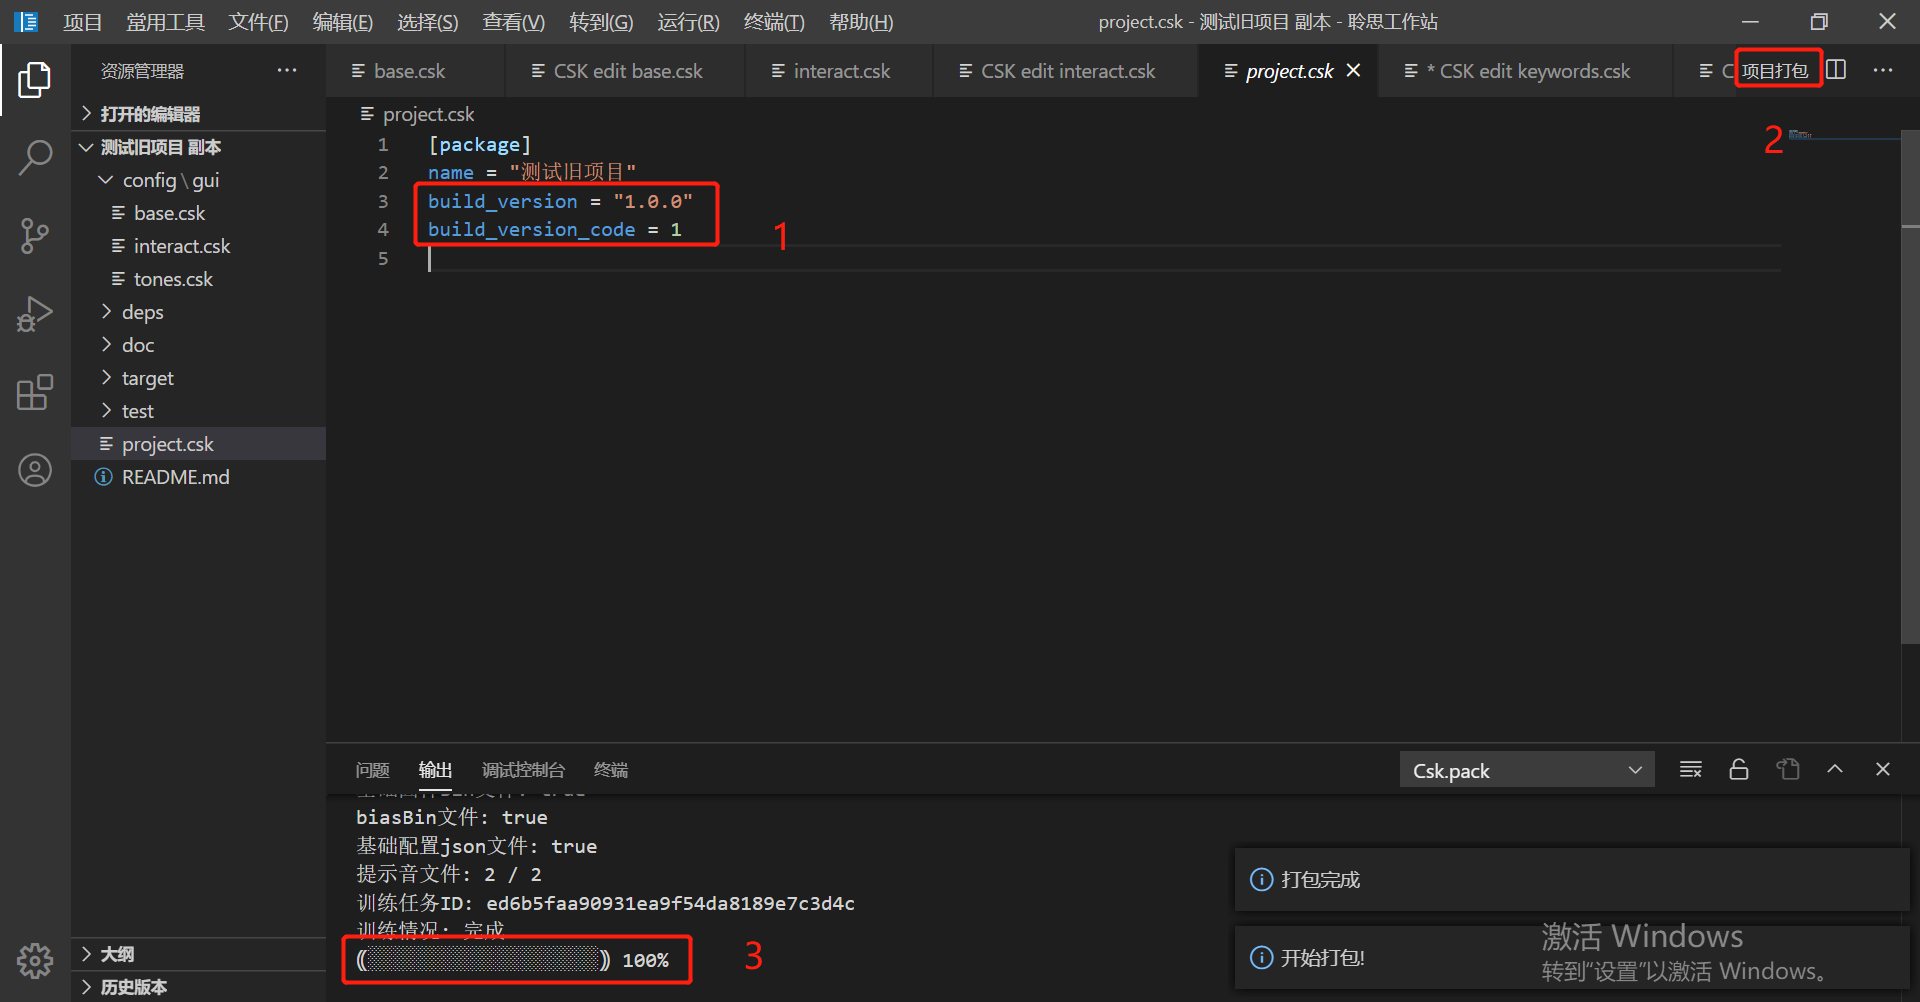 项目 常用工具 文件(F) 编辑(E) 选择(S) 查看(V) 转到(G) 运行(R) 终端(T) 帮助(H) project.csk - 测试旧项目 副本 - 聆思工作站
资源管理器
base.csk CSK edit base.csk interact.csk CSK edit interact.csk project.csk * CSK edit keywords.csk C 项目打包
打开的编辑器
测试旧项目 副本
config\gui
base.csk
interact.csk
tones.csk
deps
doc
target
test
project.csk
README.md
大纲
历史版本
project.csk
1 [package]
2 name = "测试旧项目"
3 build_version = "1.0.0"
4 build_version_code = 1
5
1
2
问题 输出 调试控制台 终端
Csk.pack
基础固件bin文件: true
biasBin文件: true
基础配置json文件: true
提示音文件: 2 / 2
训练任务ID: ed6b5faa90931ea9f54da8189e7c3d4c
训练情况: 完成
100%
3
打包完成
开始打包!
激活 Windows
转到"设置"以激活 Windows。